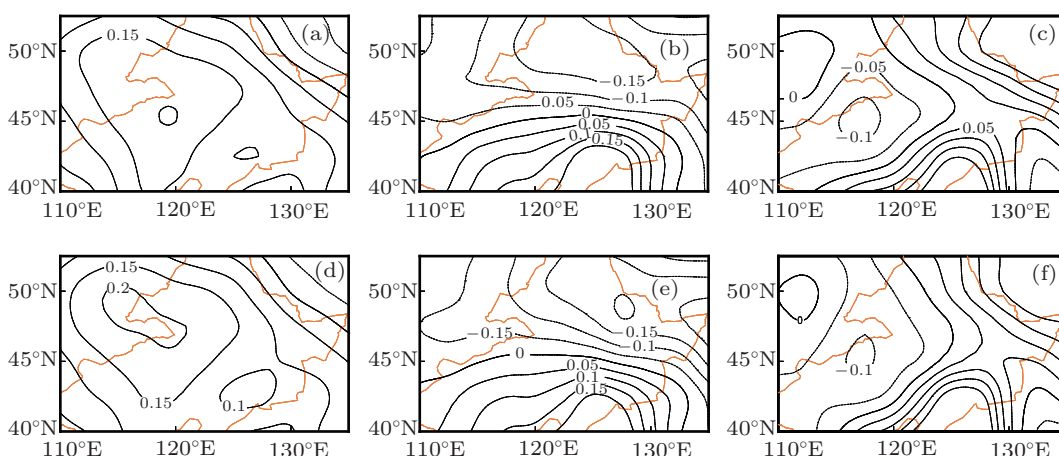 (a) (b) (c)
50°N 0.15 50°N −0.15 −0.1 50°N −0.05
45°N 45°N 0.05 0 0.05 0.1 0.15 45°N 0 −0.1 0.05
40°N 40°N 40°N
110°E 120°E 130°E 110°E 120°E 130°E 110°E 120°E 130°E
(d) (e) (f)
50°N 0.15 0.2 50°N −0.15 −0.15 −0.1 50°N
45°N 0.15 0.1 45°N 0 0.05 0.1 0.15 45°N −0.1
40°N 40°N 40°N
110°E 120°E 130°E 110°E 120°E 130°E 110°E 120°E 130°E